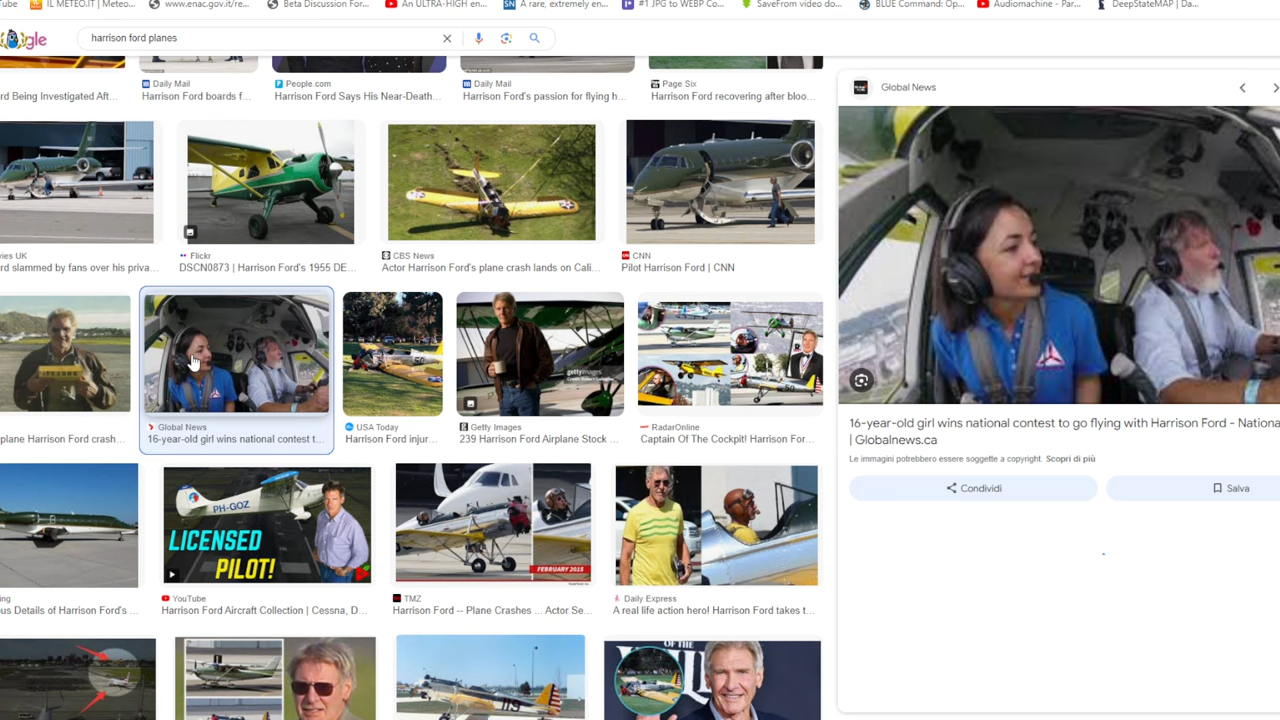 Tube
IL METEO.IT | Meteo...
www.enac.gov.it/re...
Beta Discussion For...
An ULTRA-HIGH en...
A rare, extremely en...
#1 JPG to WEBP Co...
SaveFrom video do...
BLUE Command: Op...
Audiomachine - Par...
DeepStateMAP | Da...
gle
harrison ford planes
Daily Mail
People.com
Daily Mail
Page Six
rd Being Investigated Aft...
Harrison Ford boards f...
Harrison Ford Says His Near-Death...
Harrison Ford's passion for flying h...
Harrison Ford recovering after bloo...
vies UK
Flickr
CBS News
CNN
rd slammed by fans over his priva...
DSCN0873 | Harrison Ford's 1955 DE...
Actor Harrison Ford's plane crash lands on Cali...
Pilot Harrison Ford | CNN
gettyimages
Global News
USA Today
Getty Images
RadarOnline
plane Harrison Ford crash...
16-year-old girl wins national contest t...
Harrison Ford injur...
239 Harrison Ford Airplane Stock ...
Captain Of The Cockpit! Harrison For...
PH-GOZ
LICENSED
PILOT!
FEBRUARY 2015
ing
YouTube
TMZ
Daily Express
us Details of Harrison Ford's ...
Harrison Ford Aircraft Collection | Cessna, D...
Harrison Ford -- Plane Crashes ... Actor Se...
A real life action hero! Harrison Ford takes t...
OF THE
Global News
16-year-old girl wins national contest to go flying with Harrison Ford - Nationa
| Globalnews.ca
Le immagini potrebbero essere soggette a copyright. Scopri di più
Condividi
Salva